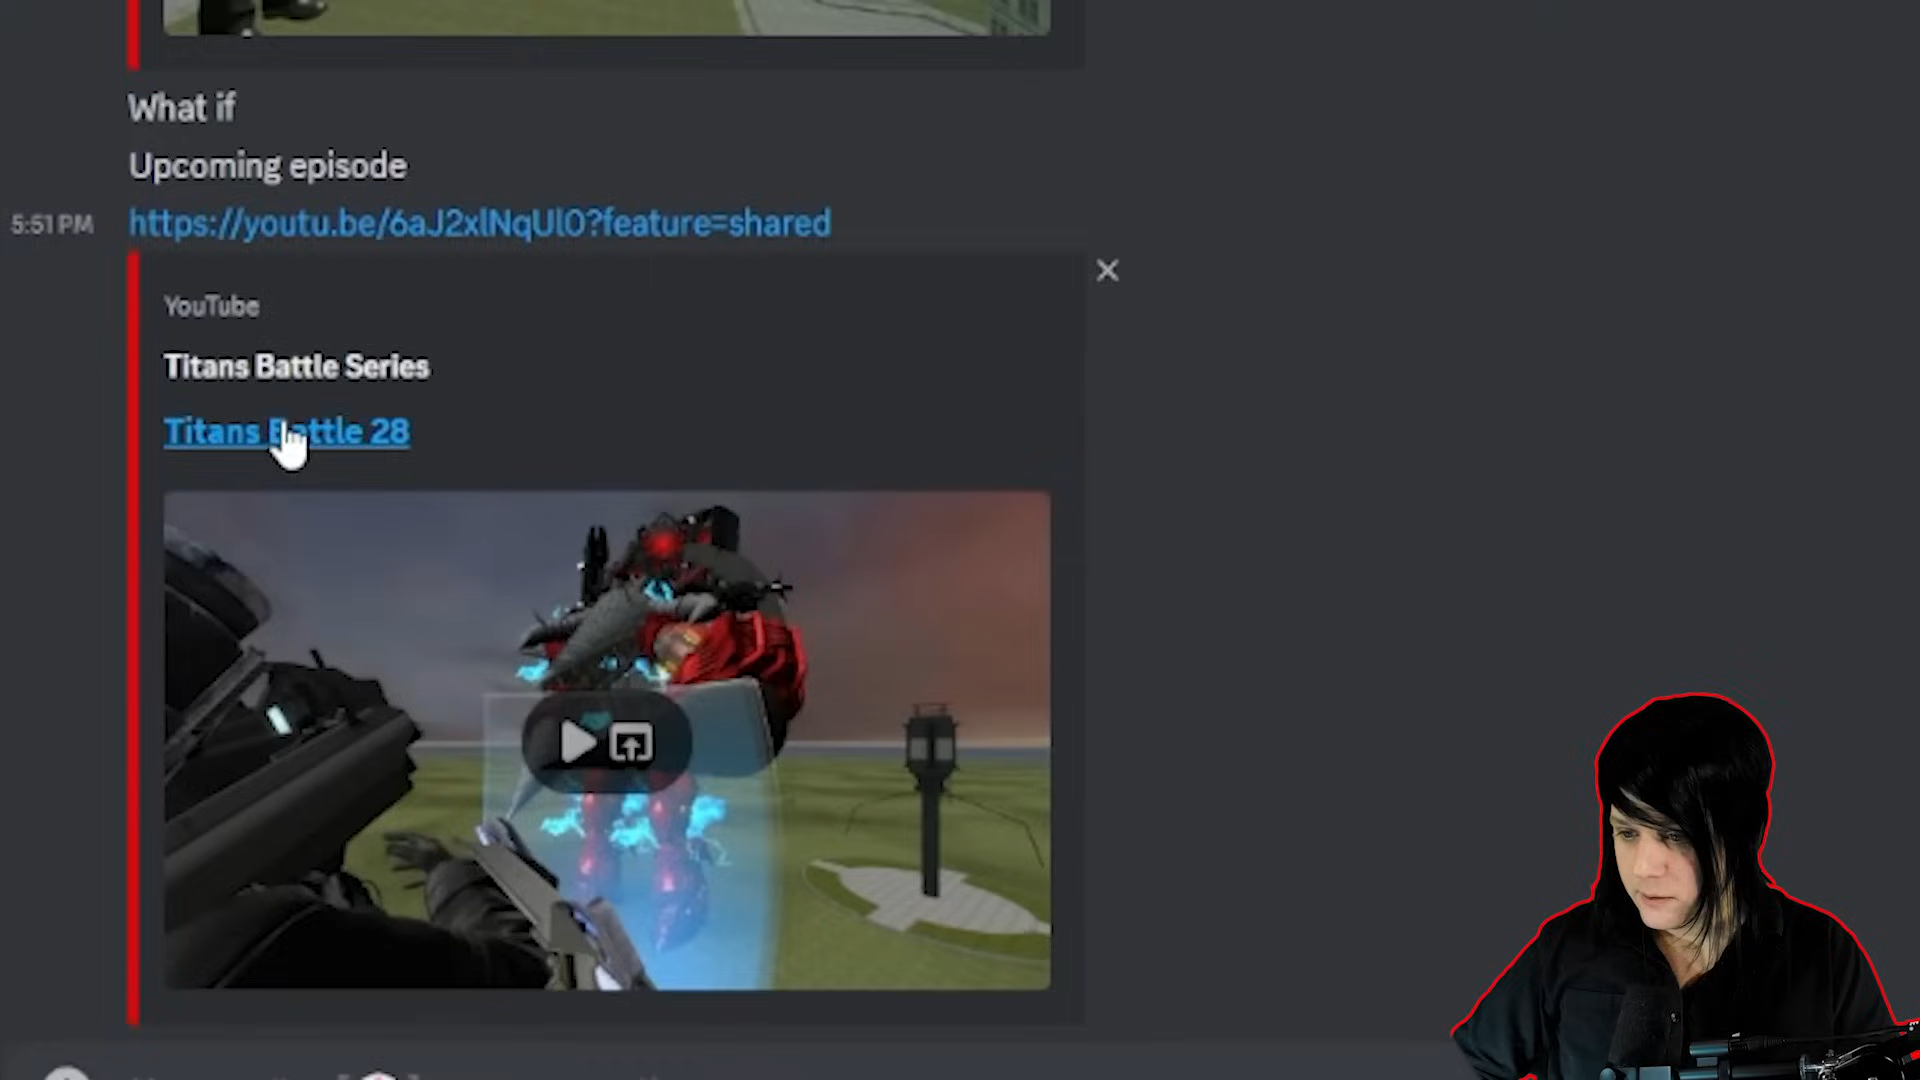 What if
Upcoming episode
5:51 PM https://youtu.be/6aJ2xlNqUl0?feature=shared
YouTube
Titans Battle Series
Titans Battle 28